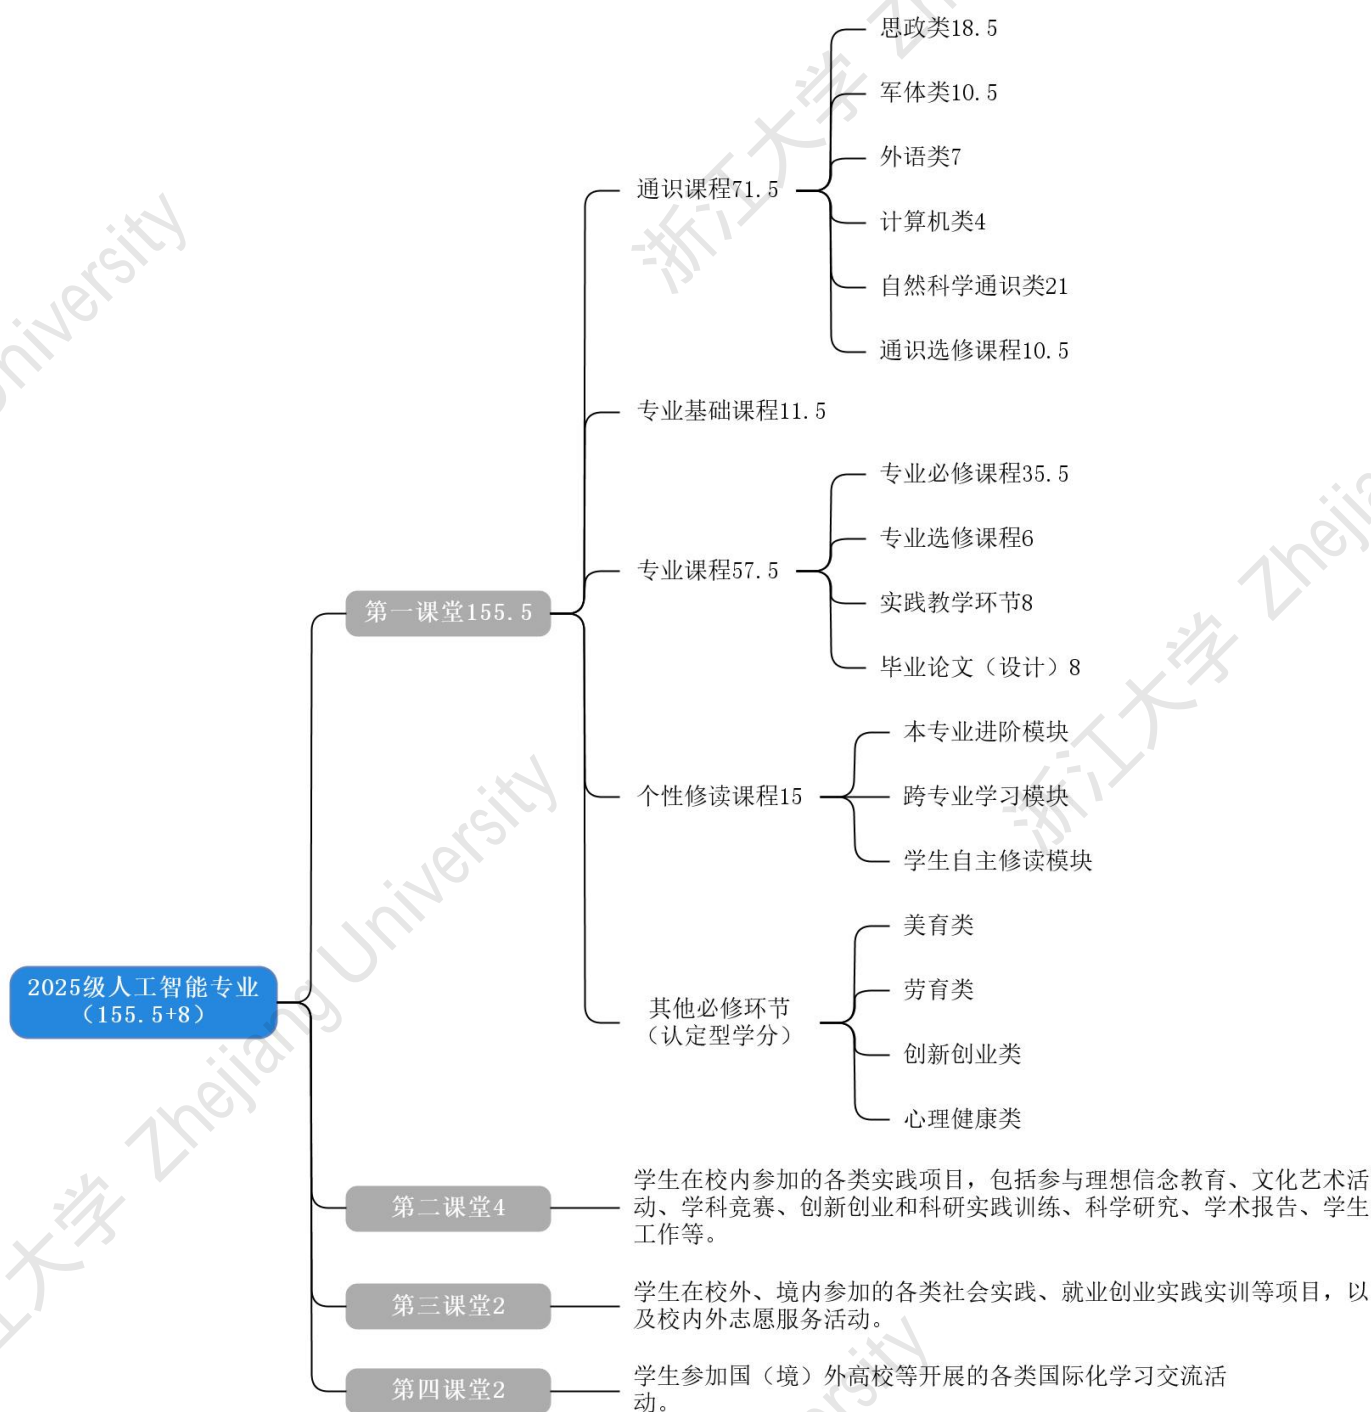 思政类18.5
军体类10.5
外语类7
通识课程71.5
计算机类4
自然科学通识类21
通识选修课程10.5
专业基础课程11.5
专业必修课程35.5
专业选修课程6
专业课程57.5
实践教学环节8
第一课堂155.5
毕业论文（设计）8
本专业进阶模块
个性修读课程15
跨专业学习模块
学生自主修读模块
美育类
2025级人工智能专业
（155.5+8）
劳育类
其他必修环节
（认定型学分）
创新创业类
心理健康类
第二课堂4
学生在校内参加的各类实践项目，包括参与理想信念教育、文化艺术活
动、学科竞赛、创新创业和科研实践训练、科学研究、学术报告、学生
工作等。
第三课堂2
学生在校外、境内参加的各类社会实践、就业创业实践实训等项目，以
及校内外志愿服务活动。
第四课堂2
学生参加国（境）外高校等开展的各类国际化学习交流活
动。
浙江大学 Zhejiang University